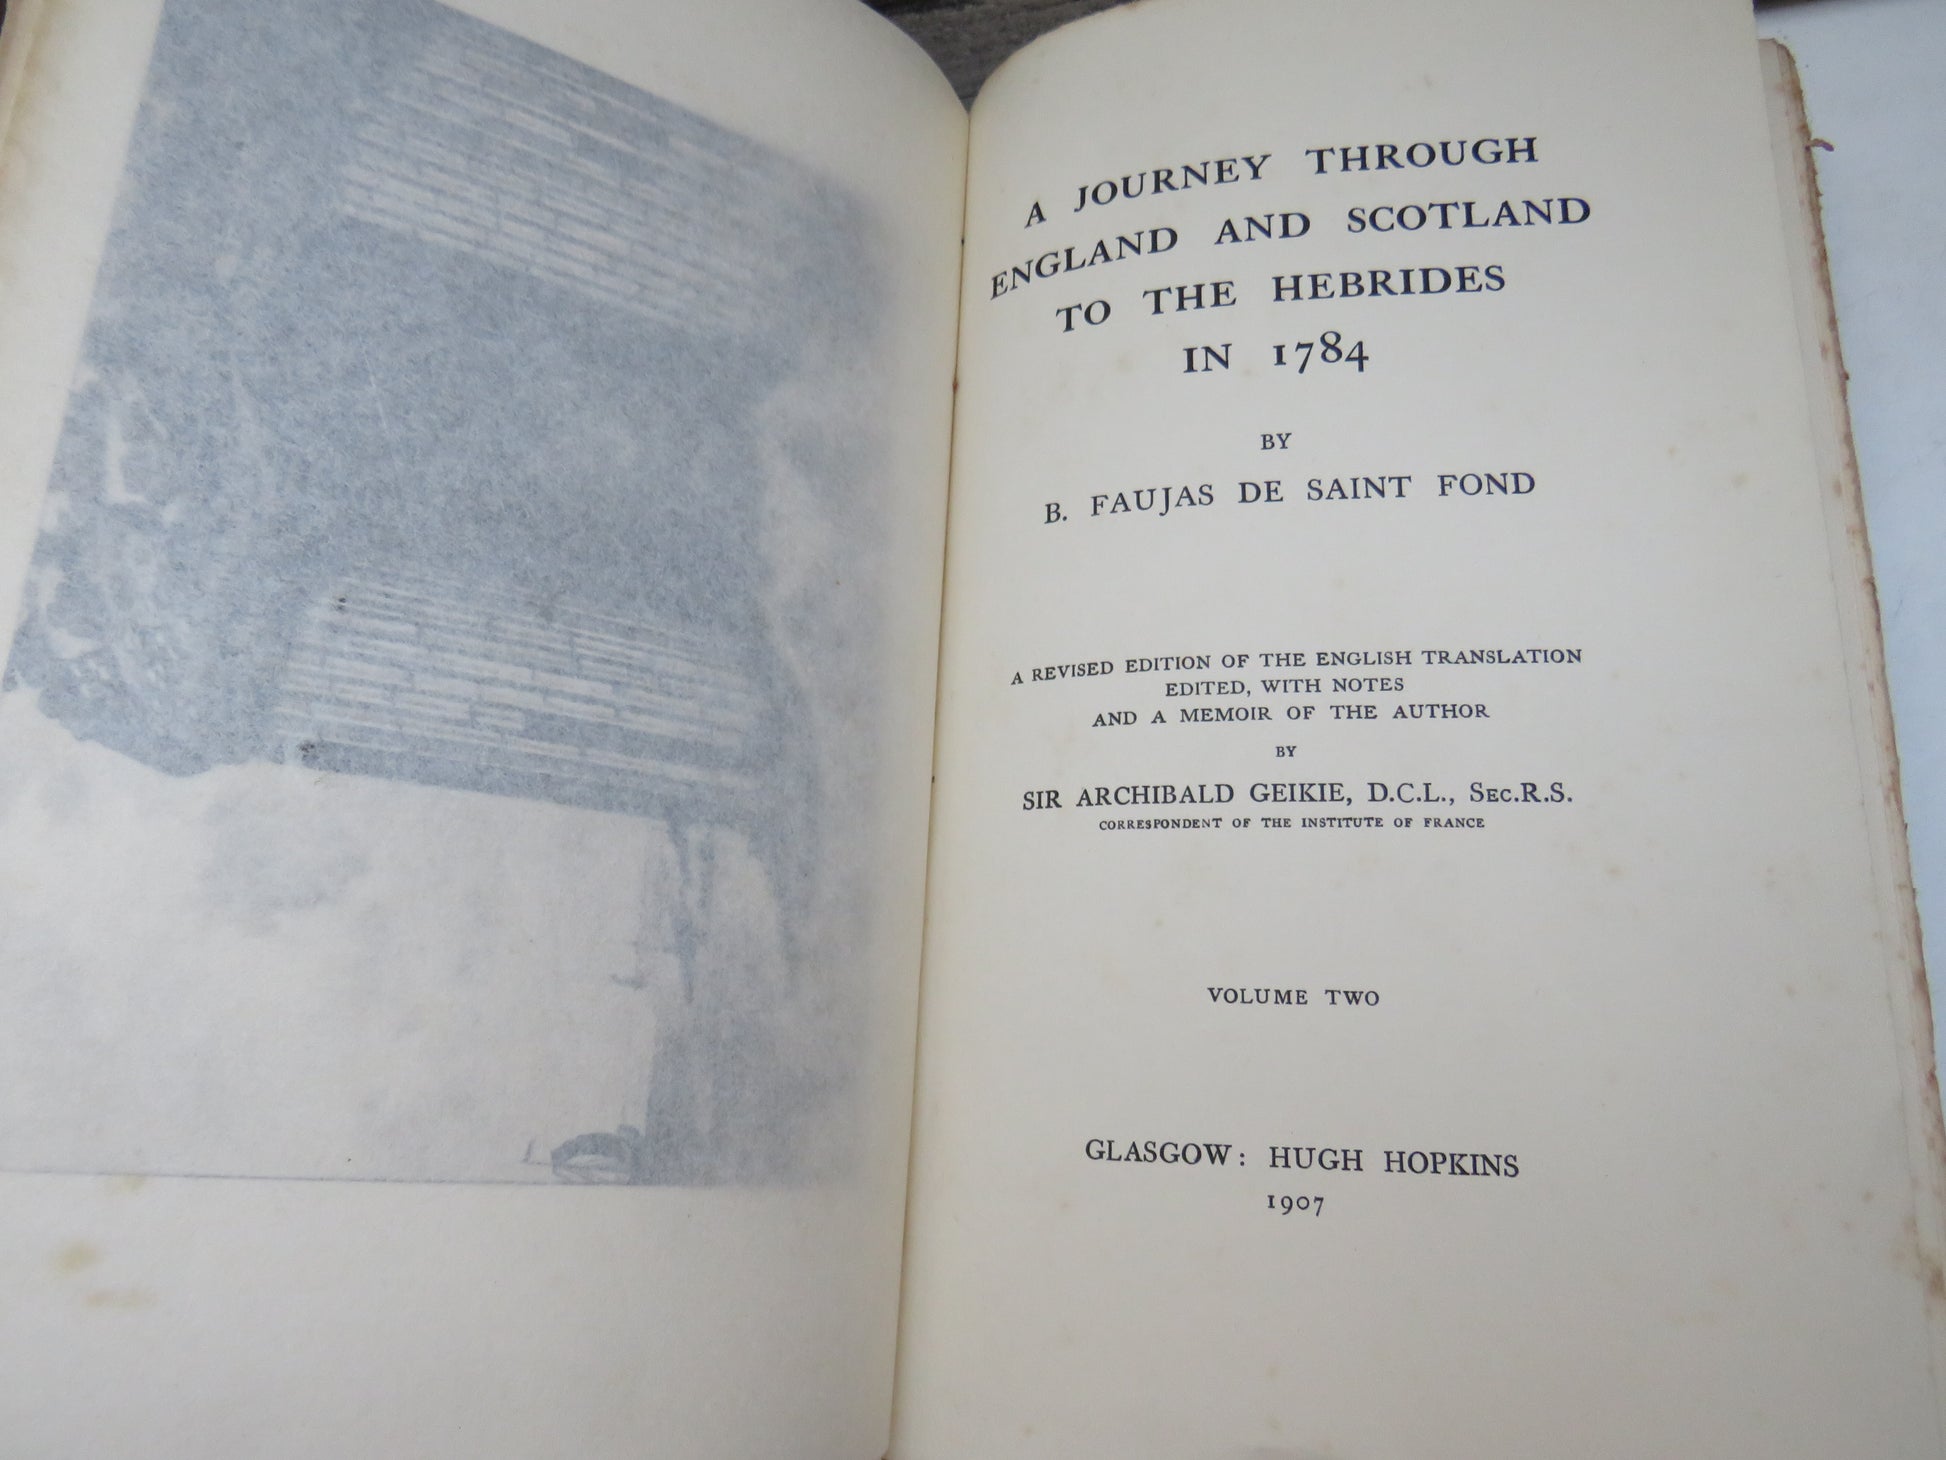 A JOURNEY THROUGH
ENGLAND AND SCOTLAND
TO THE HEBRIDES
IN 1784
BY
B. FAUJAS DE SAINT FOND
A REVISED EDITION OF THE ENGLISH TRANSLATION
EDITED, WITH NOTES
AND A MEMOIR OF THE AUTHOR
BY
SIR ARCHIBALD GEIKIE, D.C.L., SEC.R.S.
CORRESPONDENT OF THE INSTITUTE OF FRANCE
VOLUME TWO
GLASGOW: HUGH HOPKINS
1907